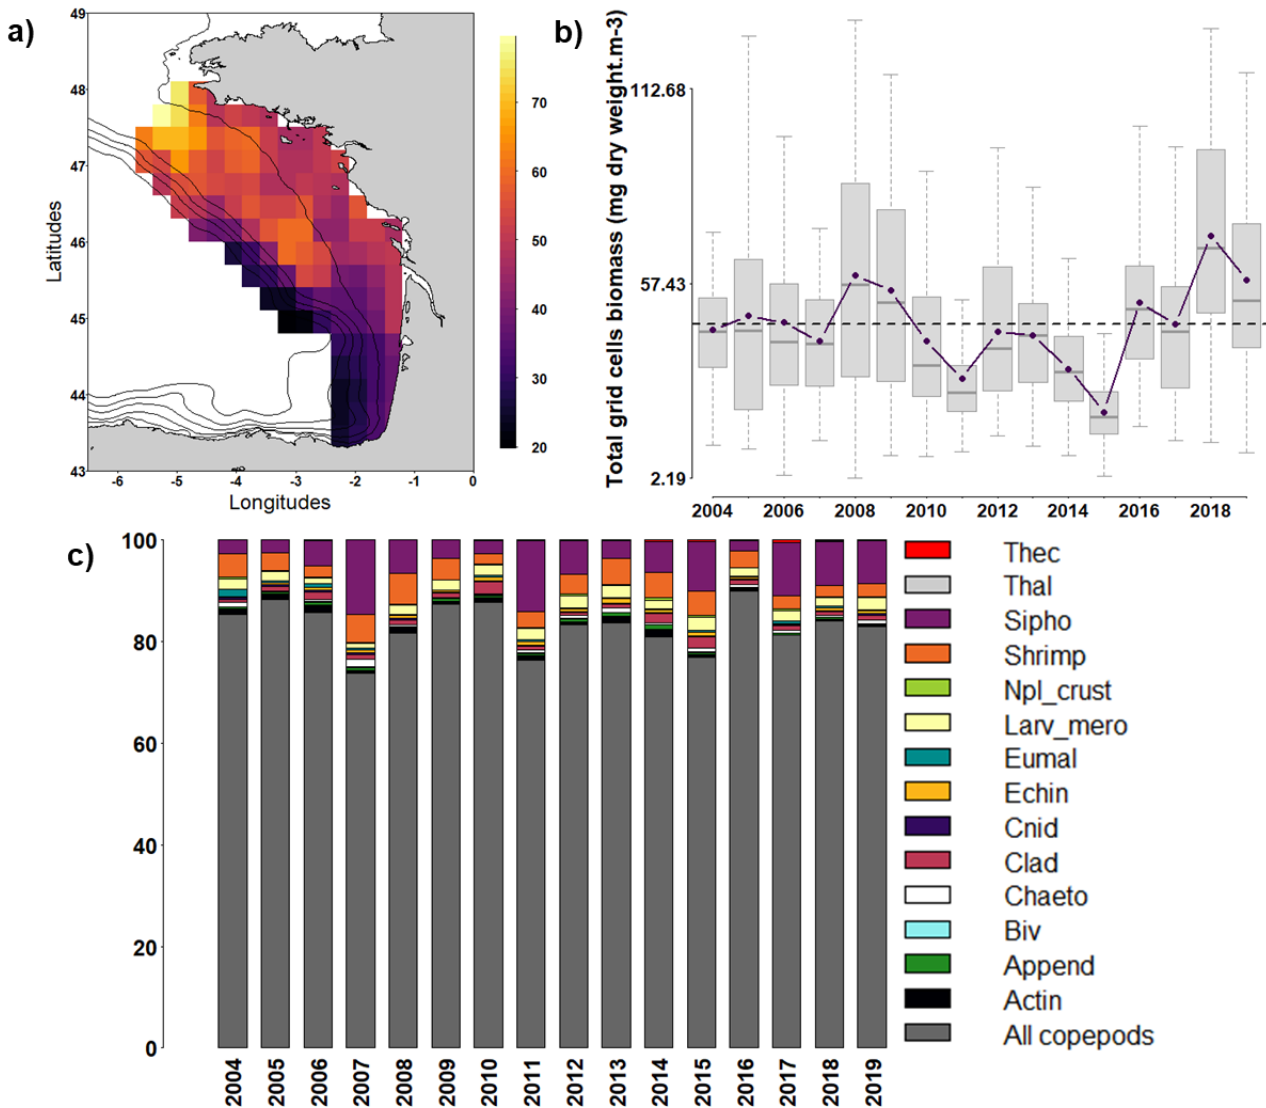 a)
49
48
47
46
45
44
43
Latitudes
-6 -5 -4 -3 -2 -1 0
Longitudes
70
60
50
40
30
20
b)
Total grid cells biomass (mg dry weight.m-3)
112.68
57.43
2.19
2004 2006 2008 2010 2012 2014 2016 2018
c)
100
80
60
40
20
0
2004 2005 2006 2007 2008 2009 2010 2011 2012 2013 2014 2015 2016 2017 2018 2019
Thec
Thal
Sipho
Shrimp
Npl_crust
Larv_mero
Eumal
Echin
Cnid
Clad
Chaeto
Biv
Append
Actin
All copepods